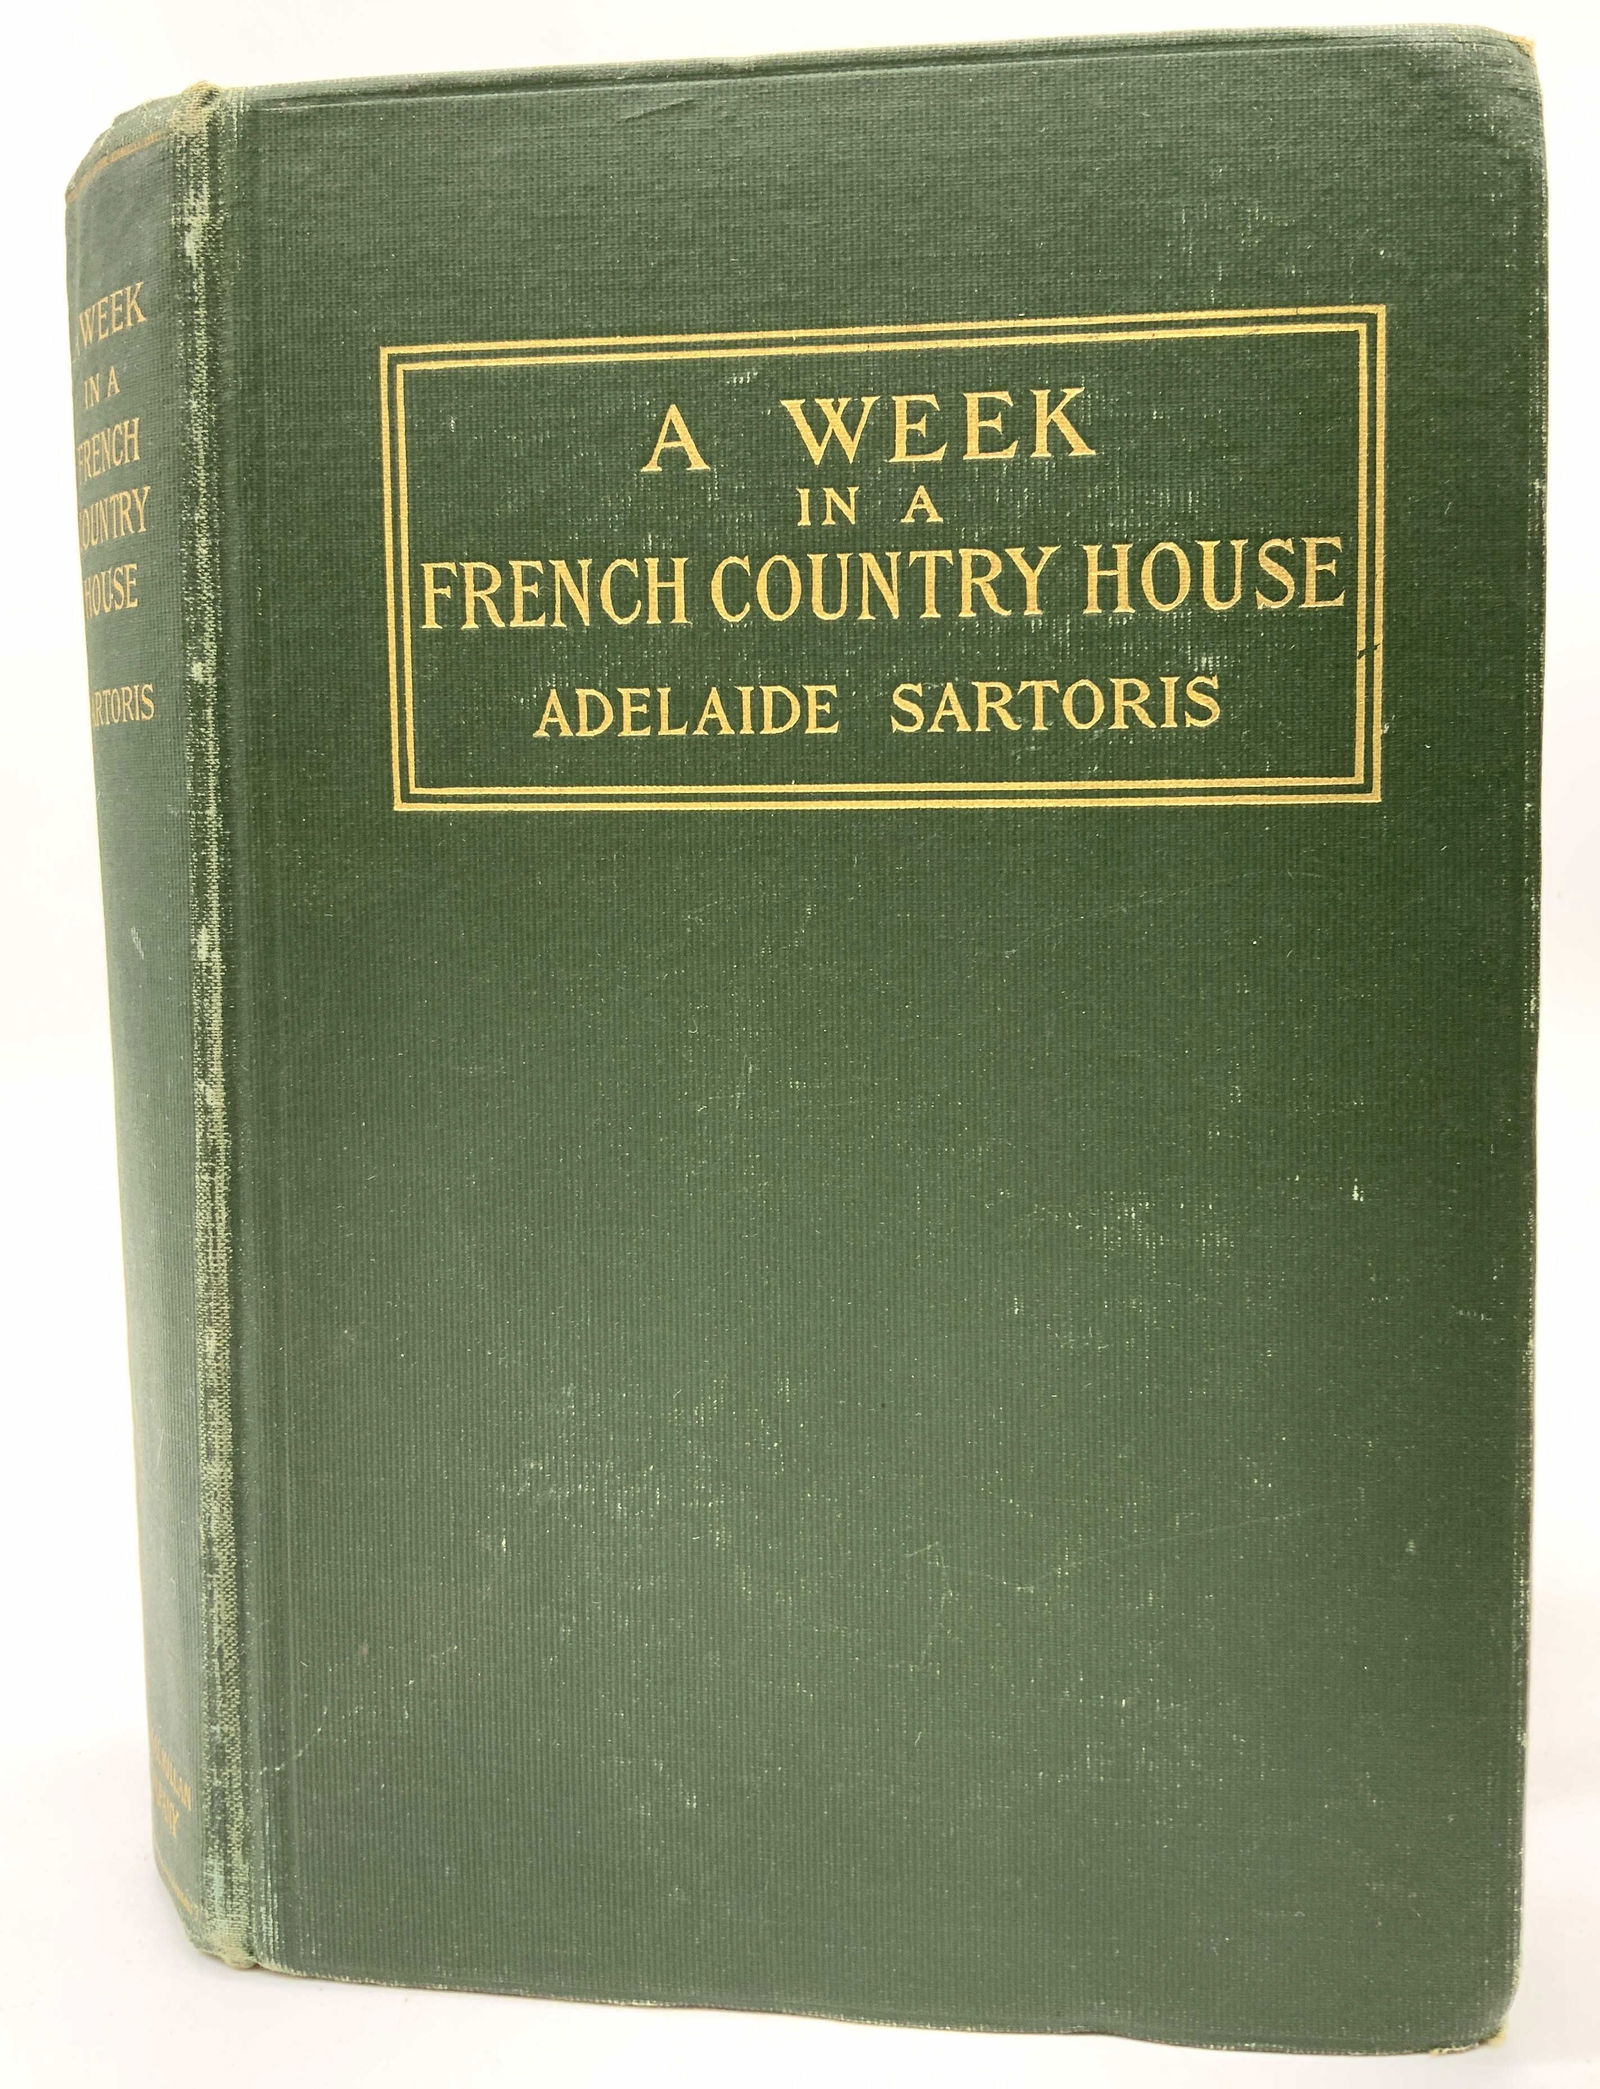 WEEK
IN A
FRENCH
COUNTRY
HOUSE
SARTORIS
A WEEK
IN A
FRENCH COUNTRY HOUSE
ADELAIDE SARTORIS